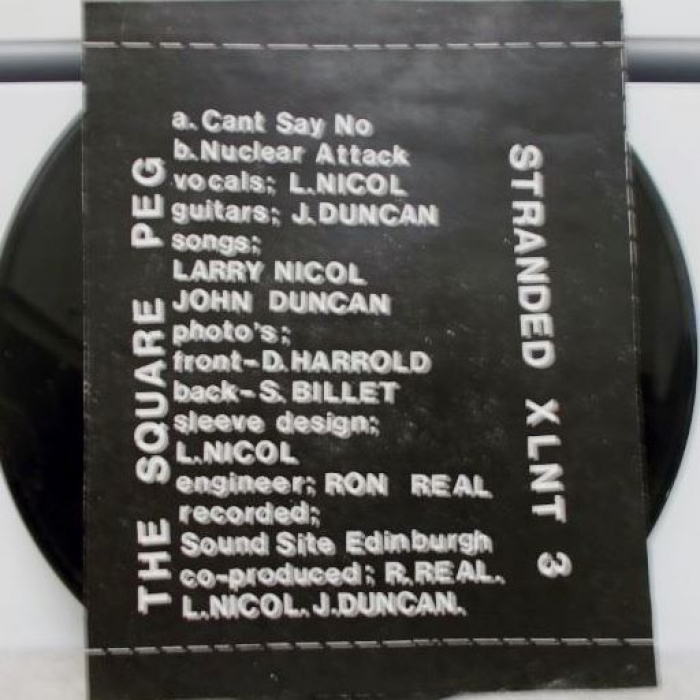 THE SQUARE PEG
a. Cant Say No
b. Nuclear Attack
vocals; L.NICOL
guitars; J.DUNCAN
songs;
LARRY NICOL
JOHN DUNCAN
photo's;
front-D.HARROLD
back-S.BILLET
sleeve design;
L.NICOL
engineer; RON REAL
recorded;
Sound Site Edinburgh
co-produced; R.REAL.
L.NICOL. J.DUNCAN.
STRANDED XLNT 3